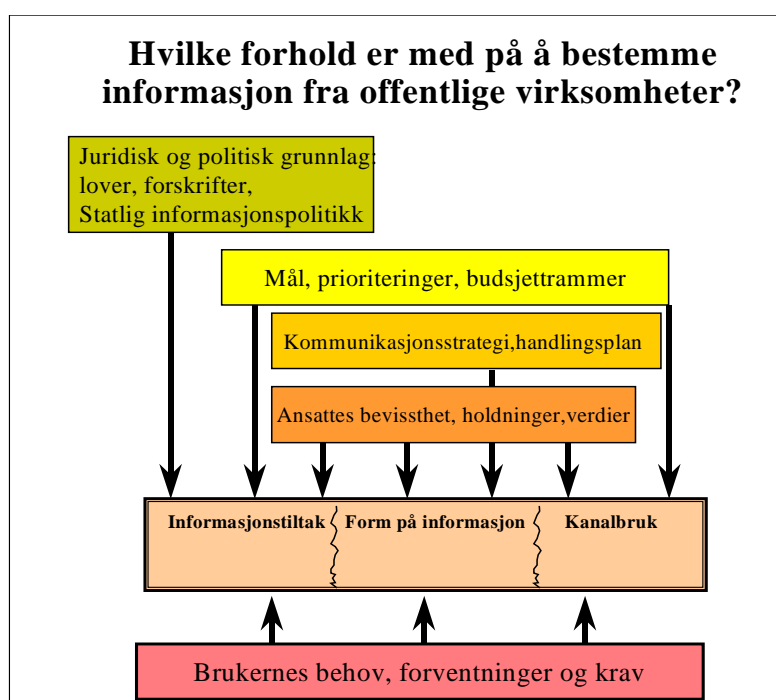 Hvilke forhold er med på å bestemme
informasjon fra offentlige virksomheter?
Juridisk og politisk grunnlag:
lover, forskrifter,
Statlig informasjonspolitikk
Mål, prioriteringer, budsjettrammer
Kommunikasjonsstrategi,handlingsplan
Ansattes bevissthet, holdninger,verdier
Informasjonstiltak
Form på informasjon
Kanalbruk
Brukernes behov, forventninger og krav